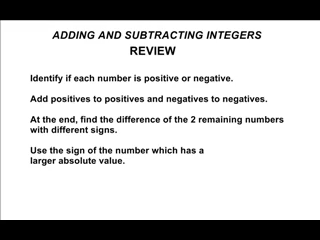 ADDING AND SUBTRACTING INTEGERS
REVIEW
Identify if each number is positive or negative.
Add positives to positives and negatives to negatives.
At the end, find the difference of the 2 remaining numbers
with different signs.
Use the sign of the number which has a
larger absolute value.